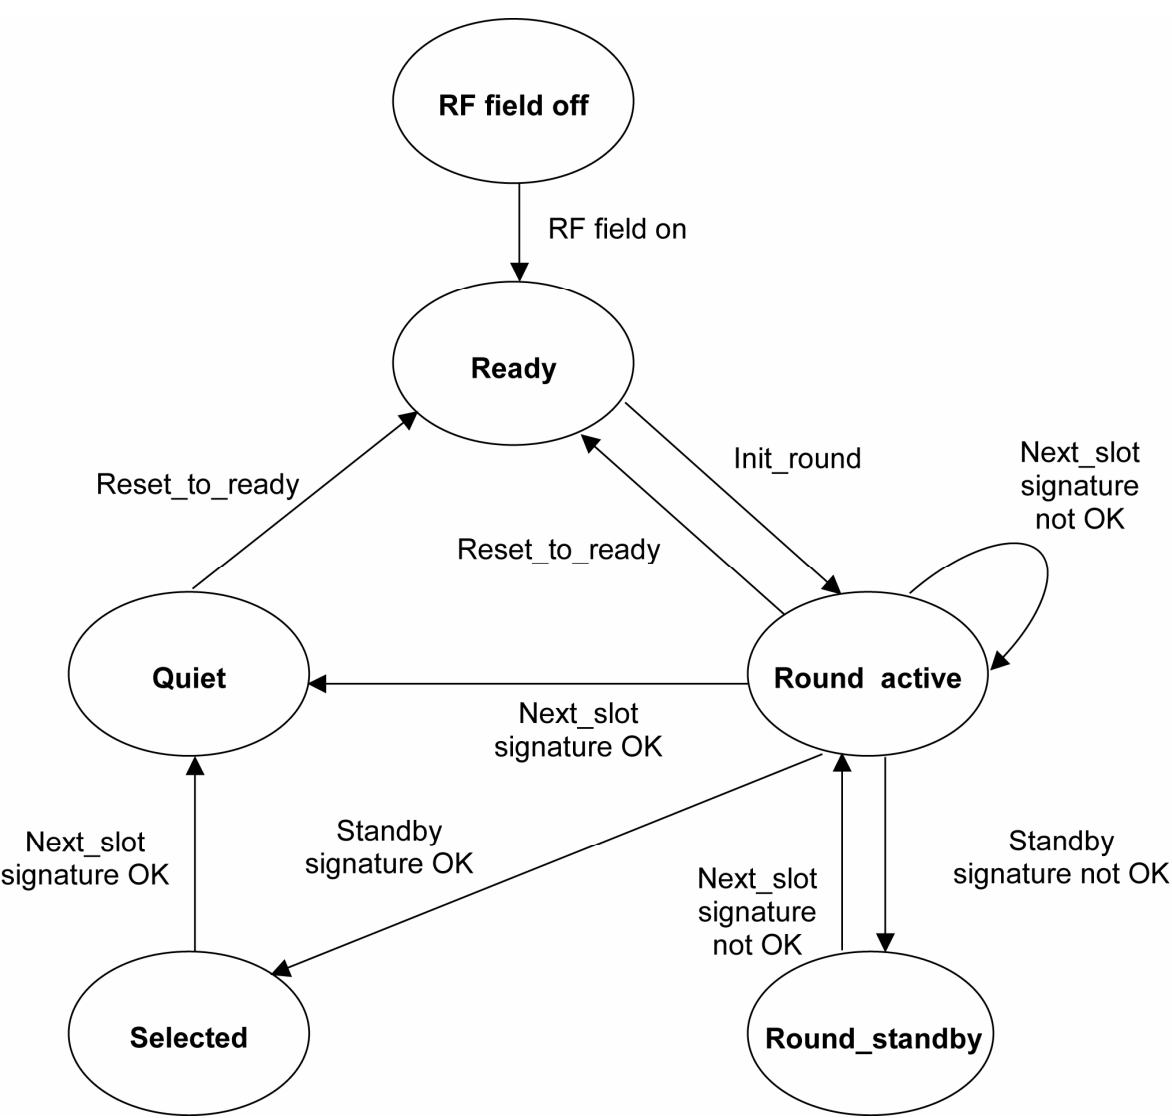 RF field off
RF field on
Ready
Init_round
Next_slot
signature
not OK
Reset_to_ready
Reset_to_ready
Quiet
Round active
Next_slot
signature OK
Standby
signature OK
Next_slot
signature OK
Standby
signature not OK
Next_slot
signature
not OK
Selected
Round_standby